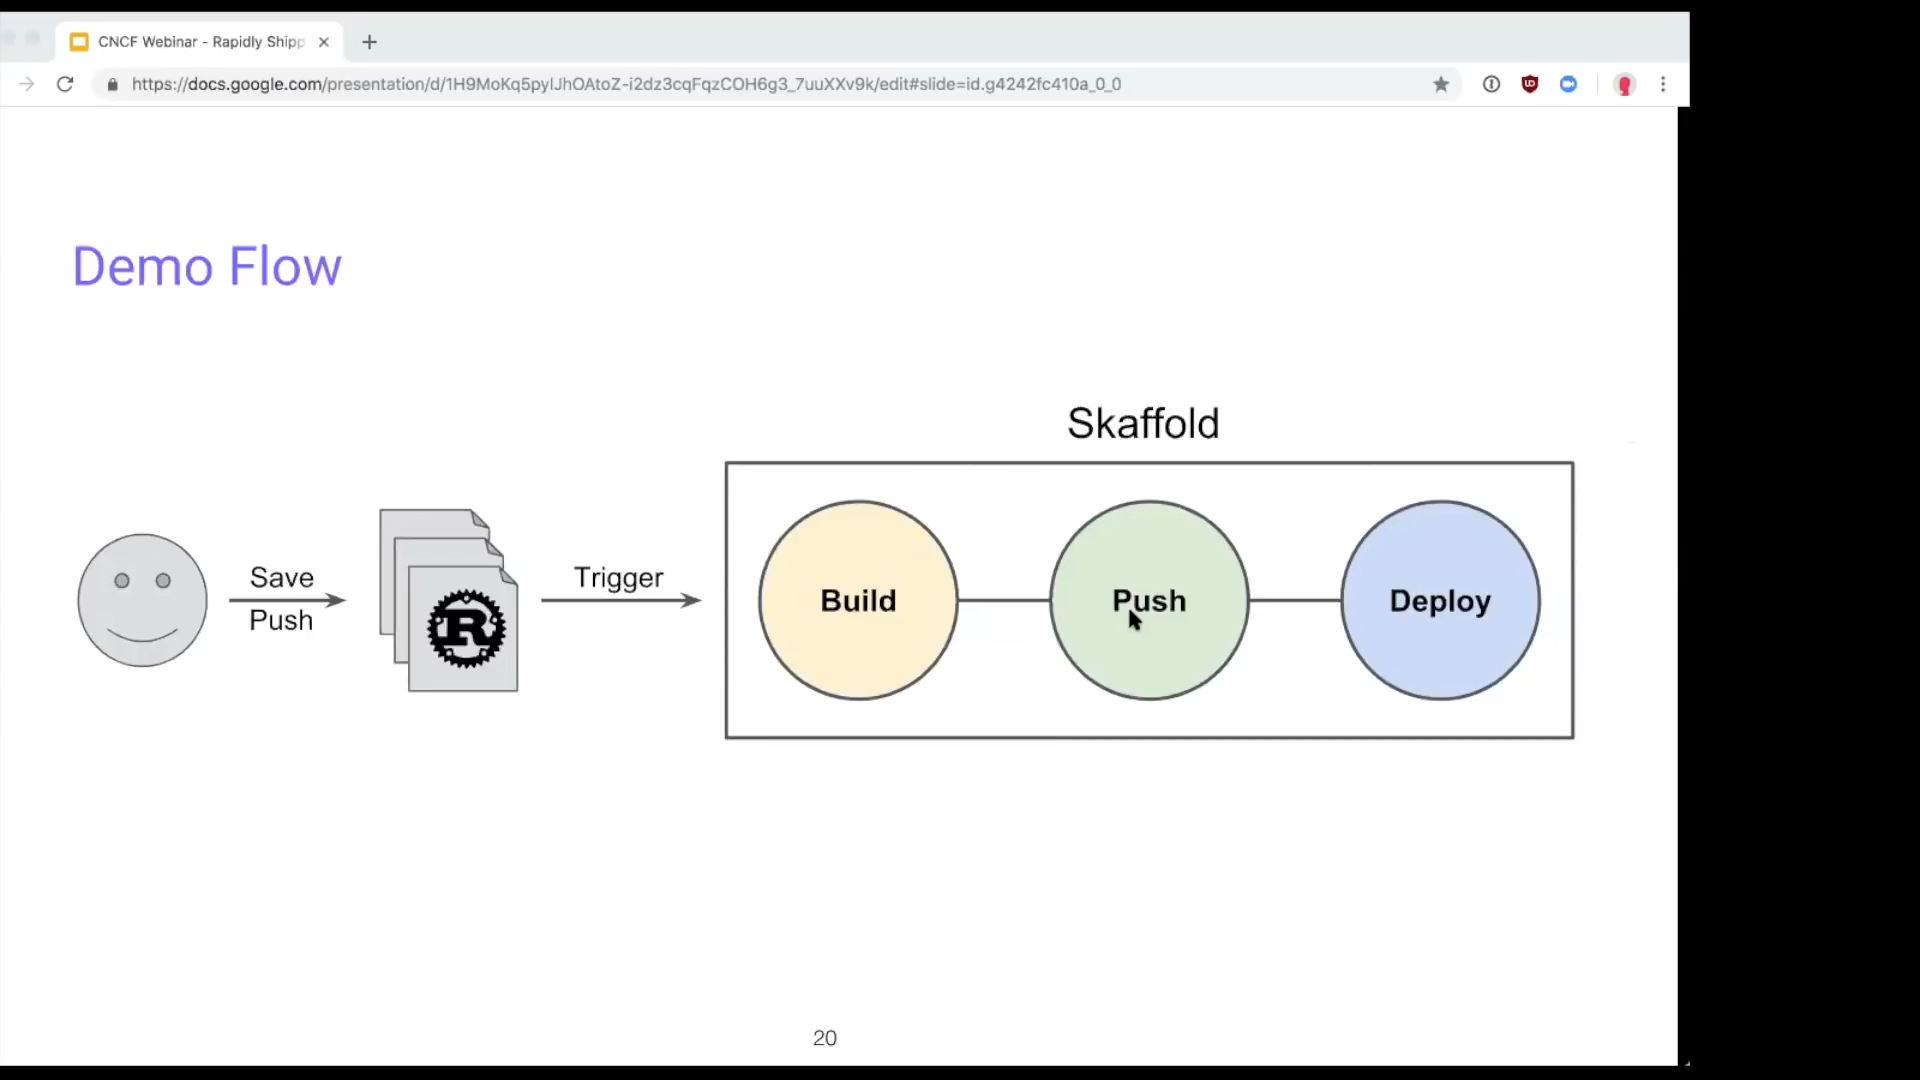 CNCF Webinar - Rapidly Shipp
https://docs.google.com/presentation/d/1H9MoKq5pylJhOAtoZ-i2dz3cqFqzCOH6g3_7uuXXv9k/edit#slide=id.g4242fc410a_0_0
Demo Flow
Skaffold
Save
Push
R
Trigger
Build
Push
Deploy
20